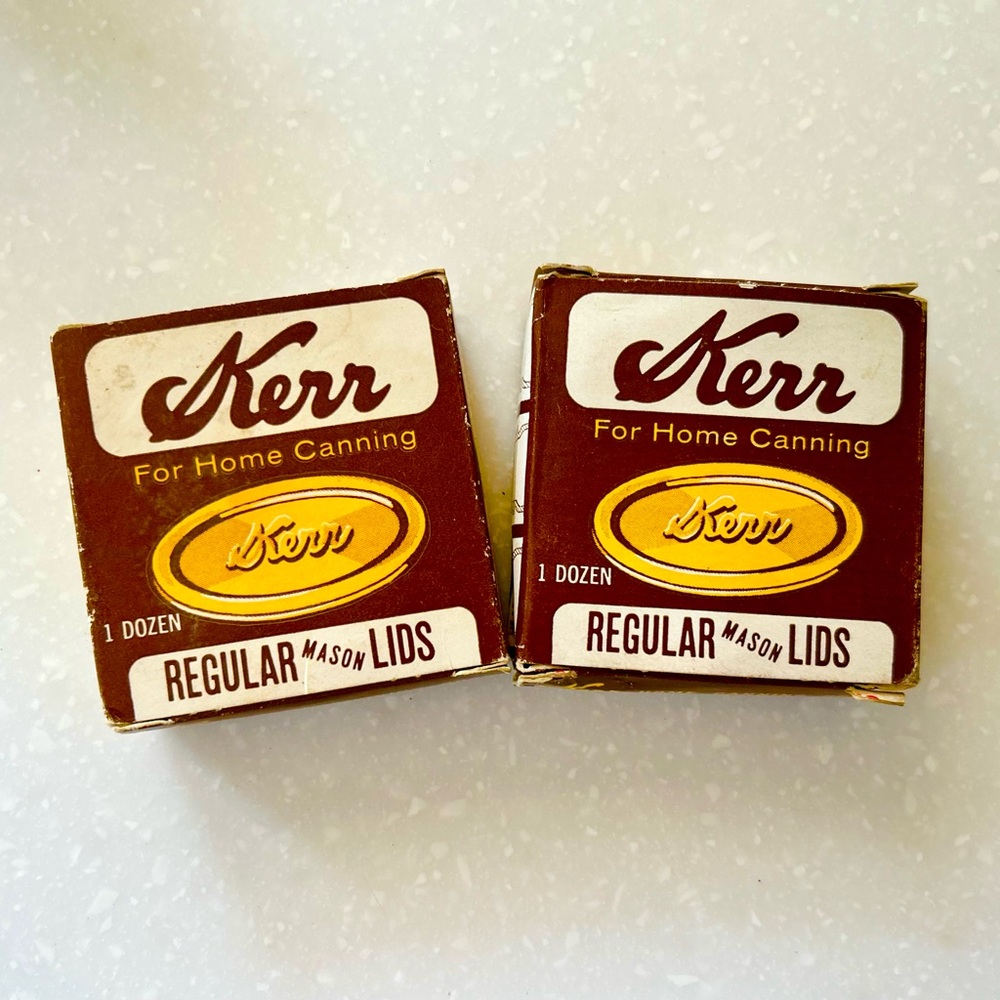 Kerr
For Home Canning
Kerr
1 DOZEN
REGULAR MASON LIDS
Kerr
For Home Canning
Kerr
1 DOZEN
REGULAR MASON LIDS